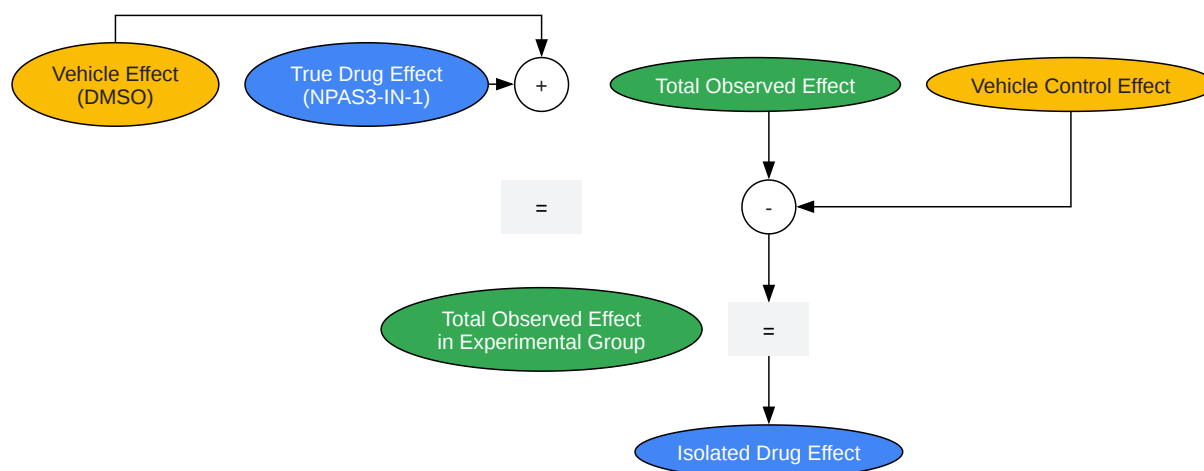 Vehicle Effect
(DMSO)
True Drug Effect
(NPAS3-IN-1)
+
Total Observed Effect
Vehicle Control Effect
=
-
Total Observed Effect
in Experimental Group
=
Isolated Drug Effect